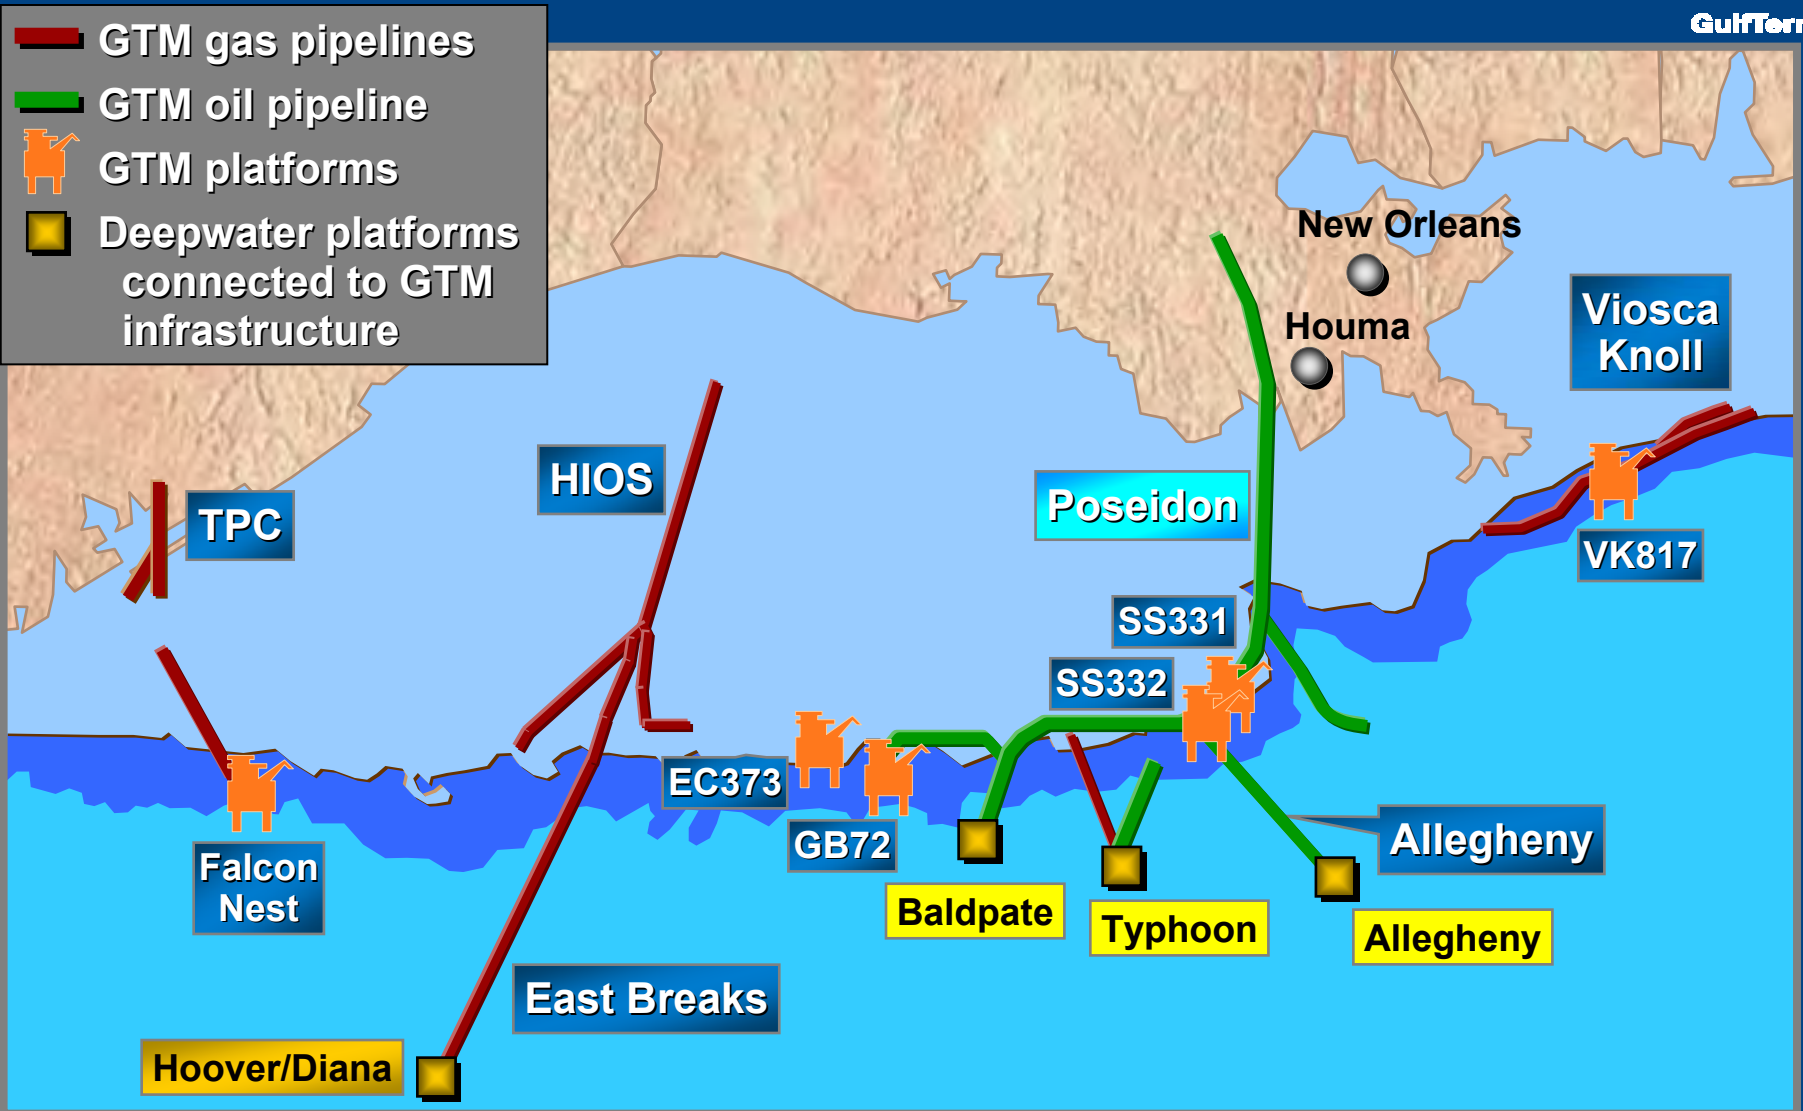 GTM gas pipelines
GTM oil pipeline
GTM platforms
Deepwater platforms
connected to GTM
infrastructure
New Orleans
Houma
Viosca
Knoll
HIOS
TPC
Poseidon
VK817
SS331
SS332
EC373
GB72
Falcon
Nest
Allegheny
Baldpate
Typhoon
Allegheny
East Breaks
Hoover/Diana